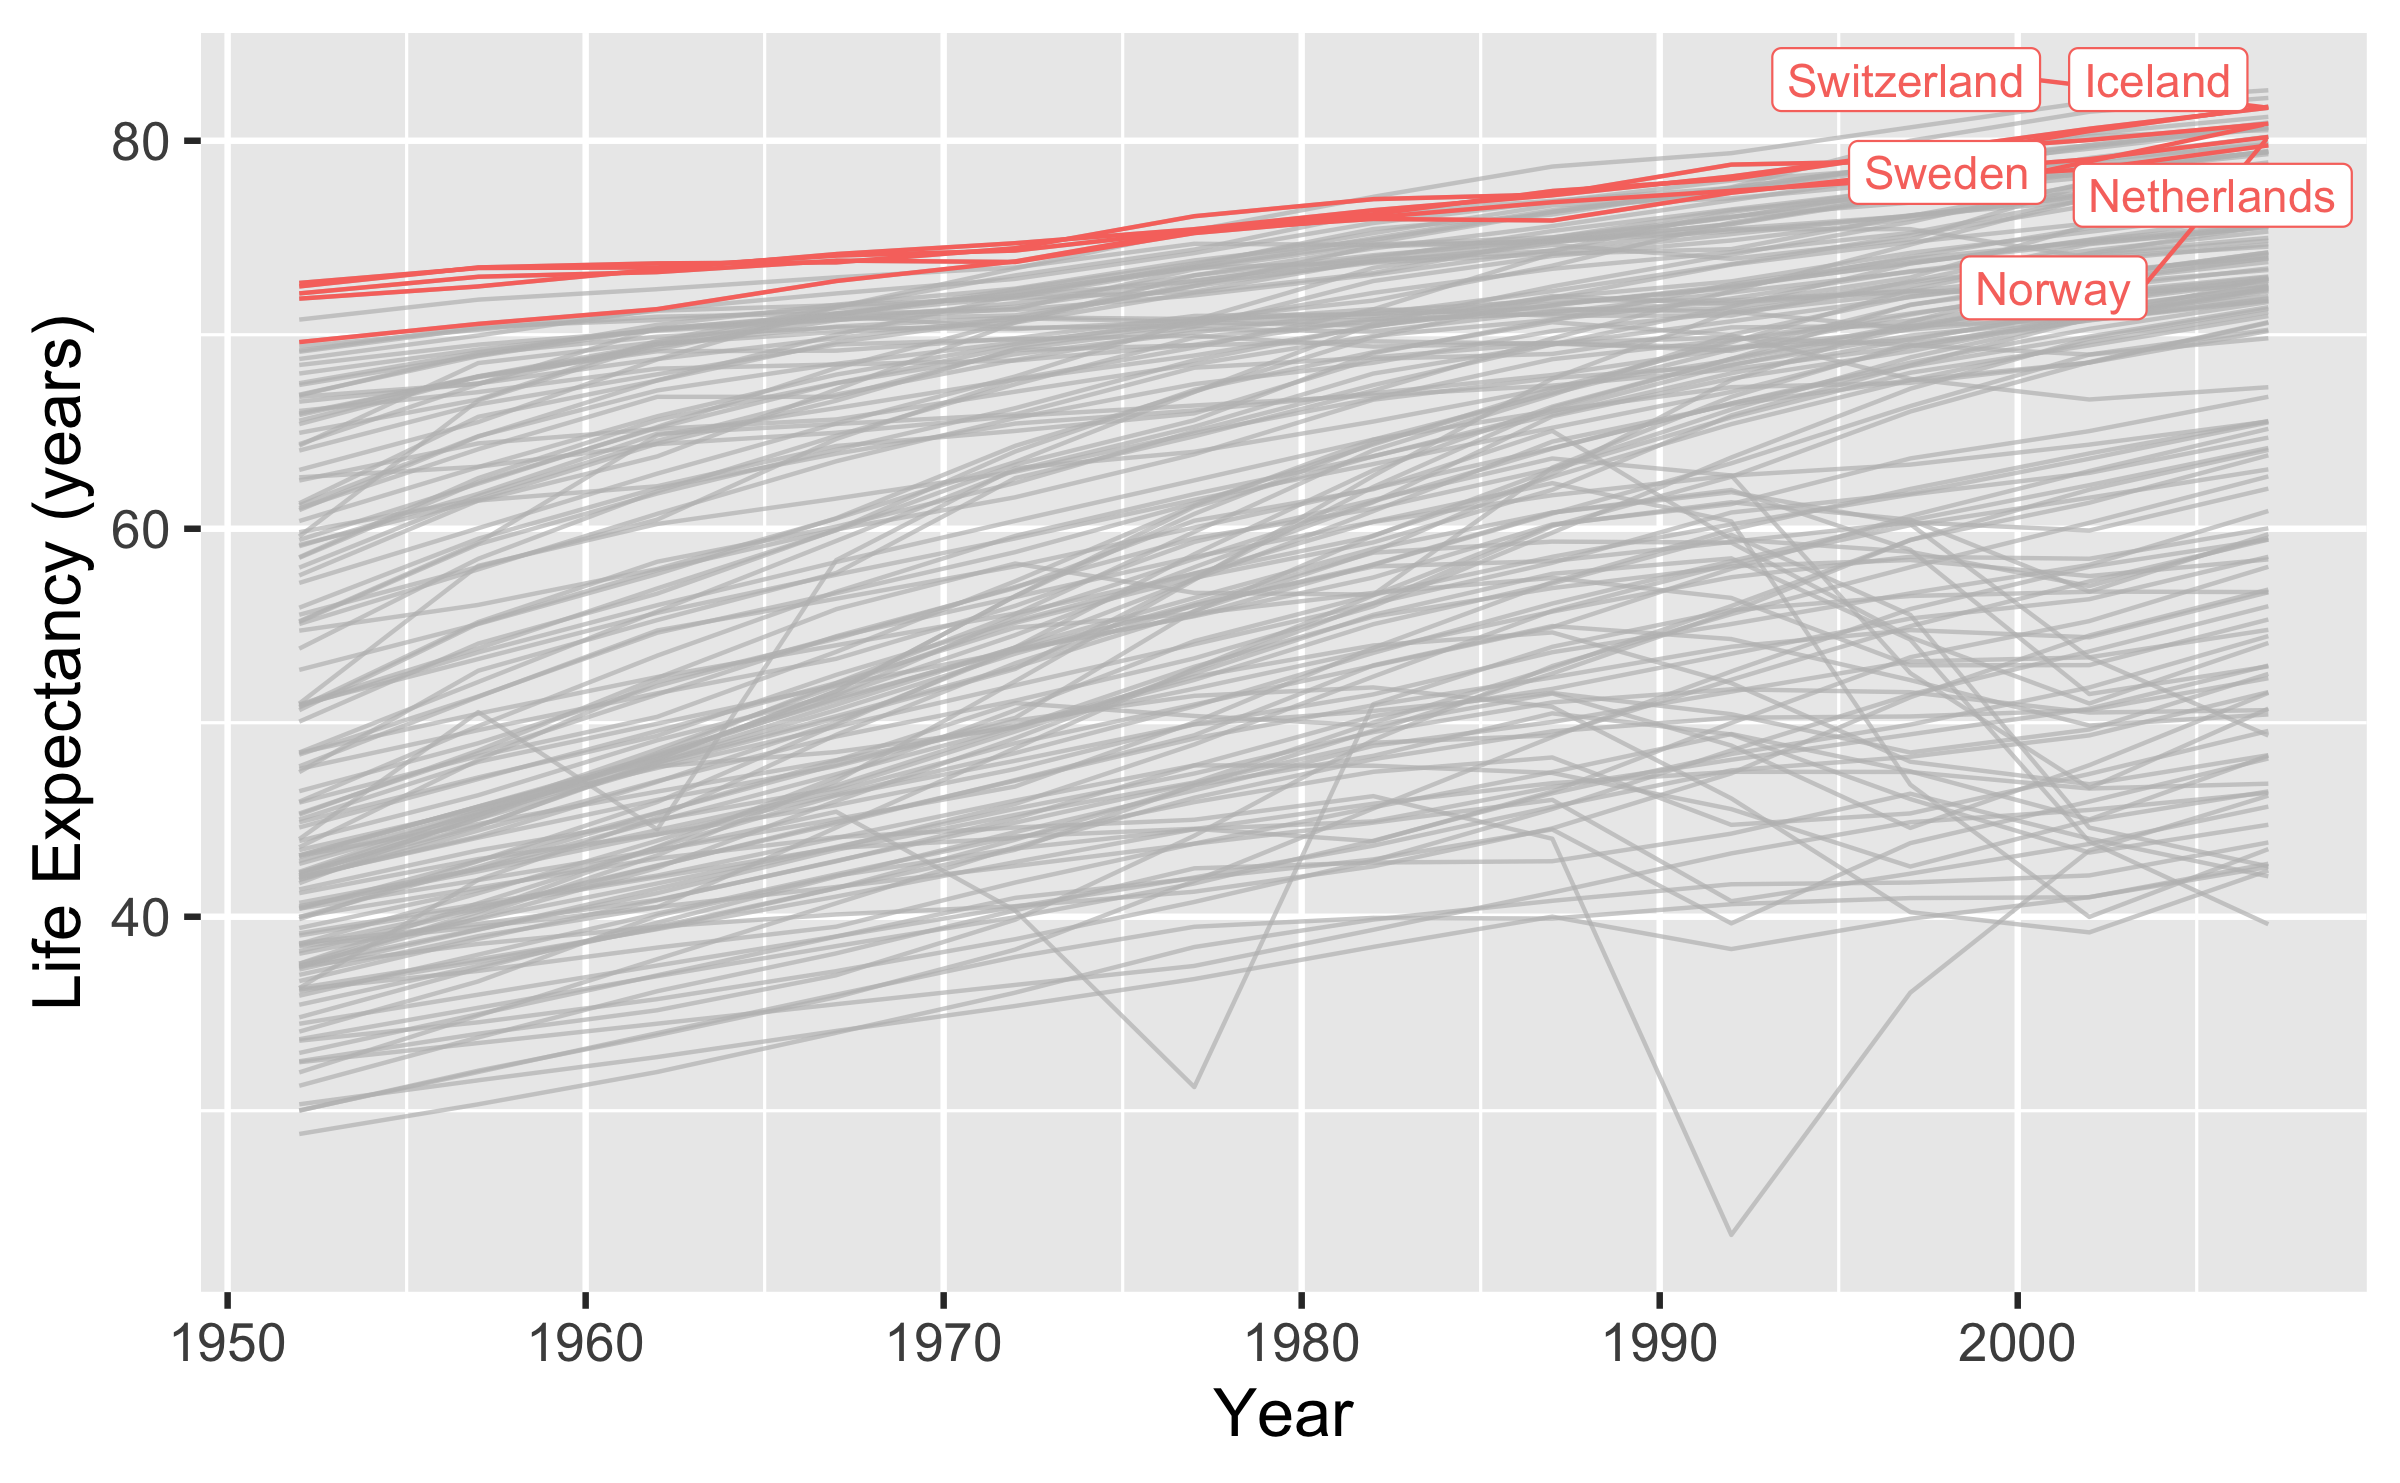 Switzerland
Iceland
Sweden
Netherlands
Norway
80
60
40
Life Expectancy (years)
1950
1960
1970
1980
1990
2000
Year